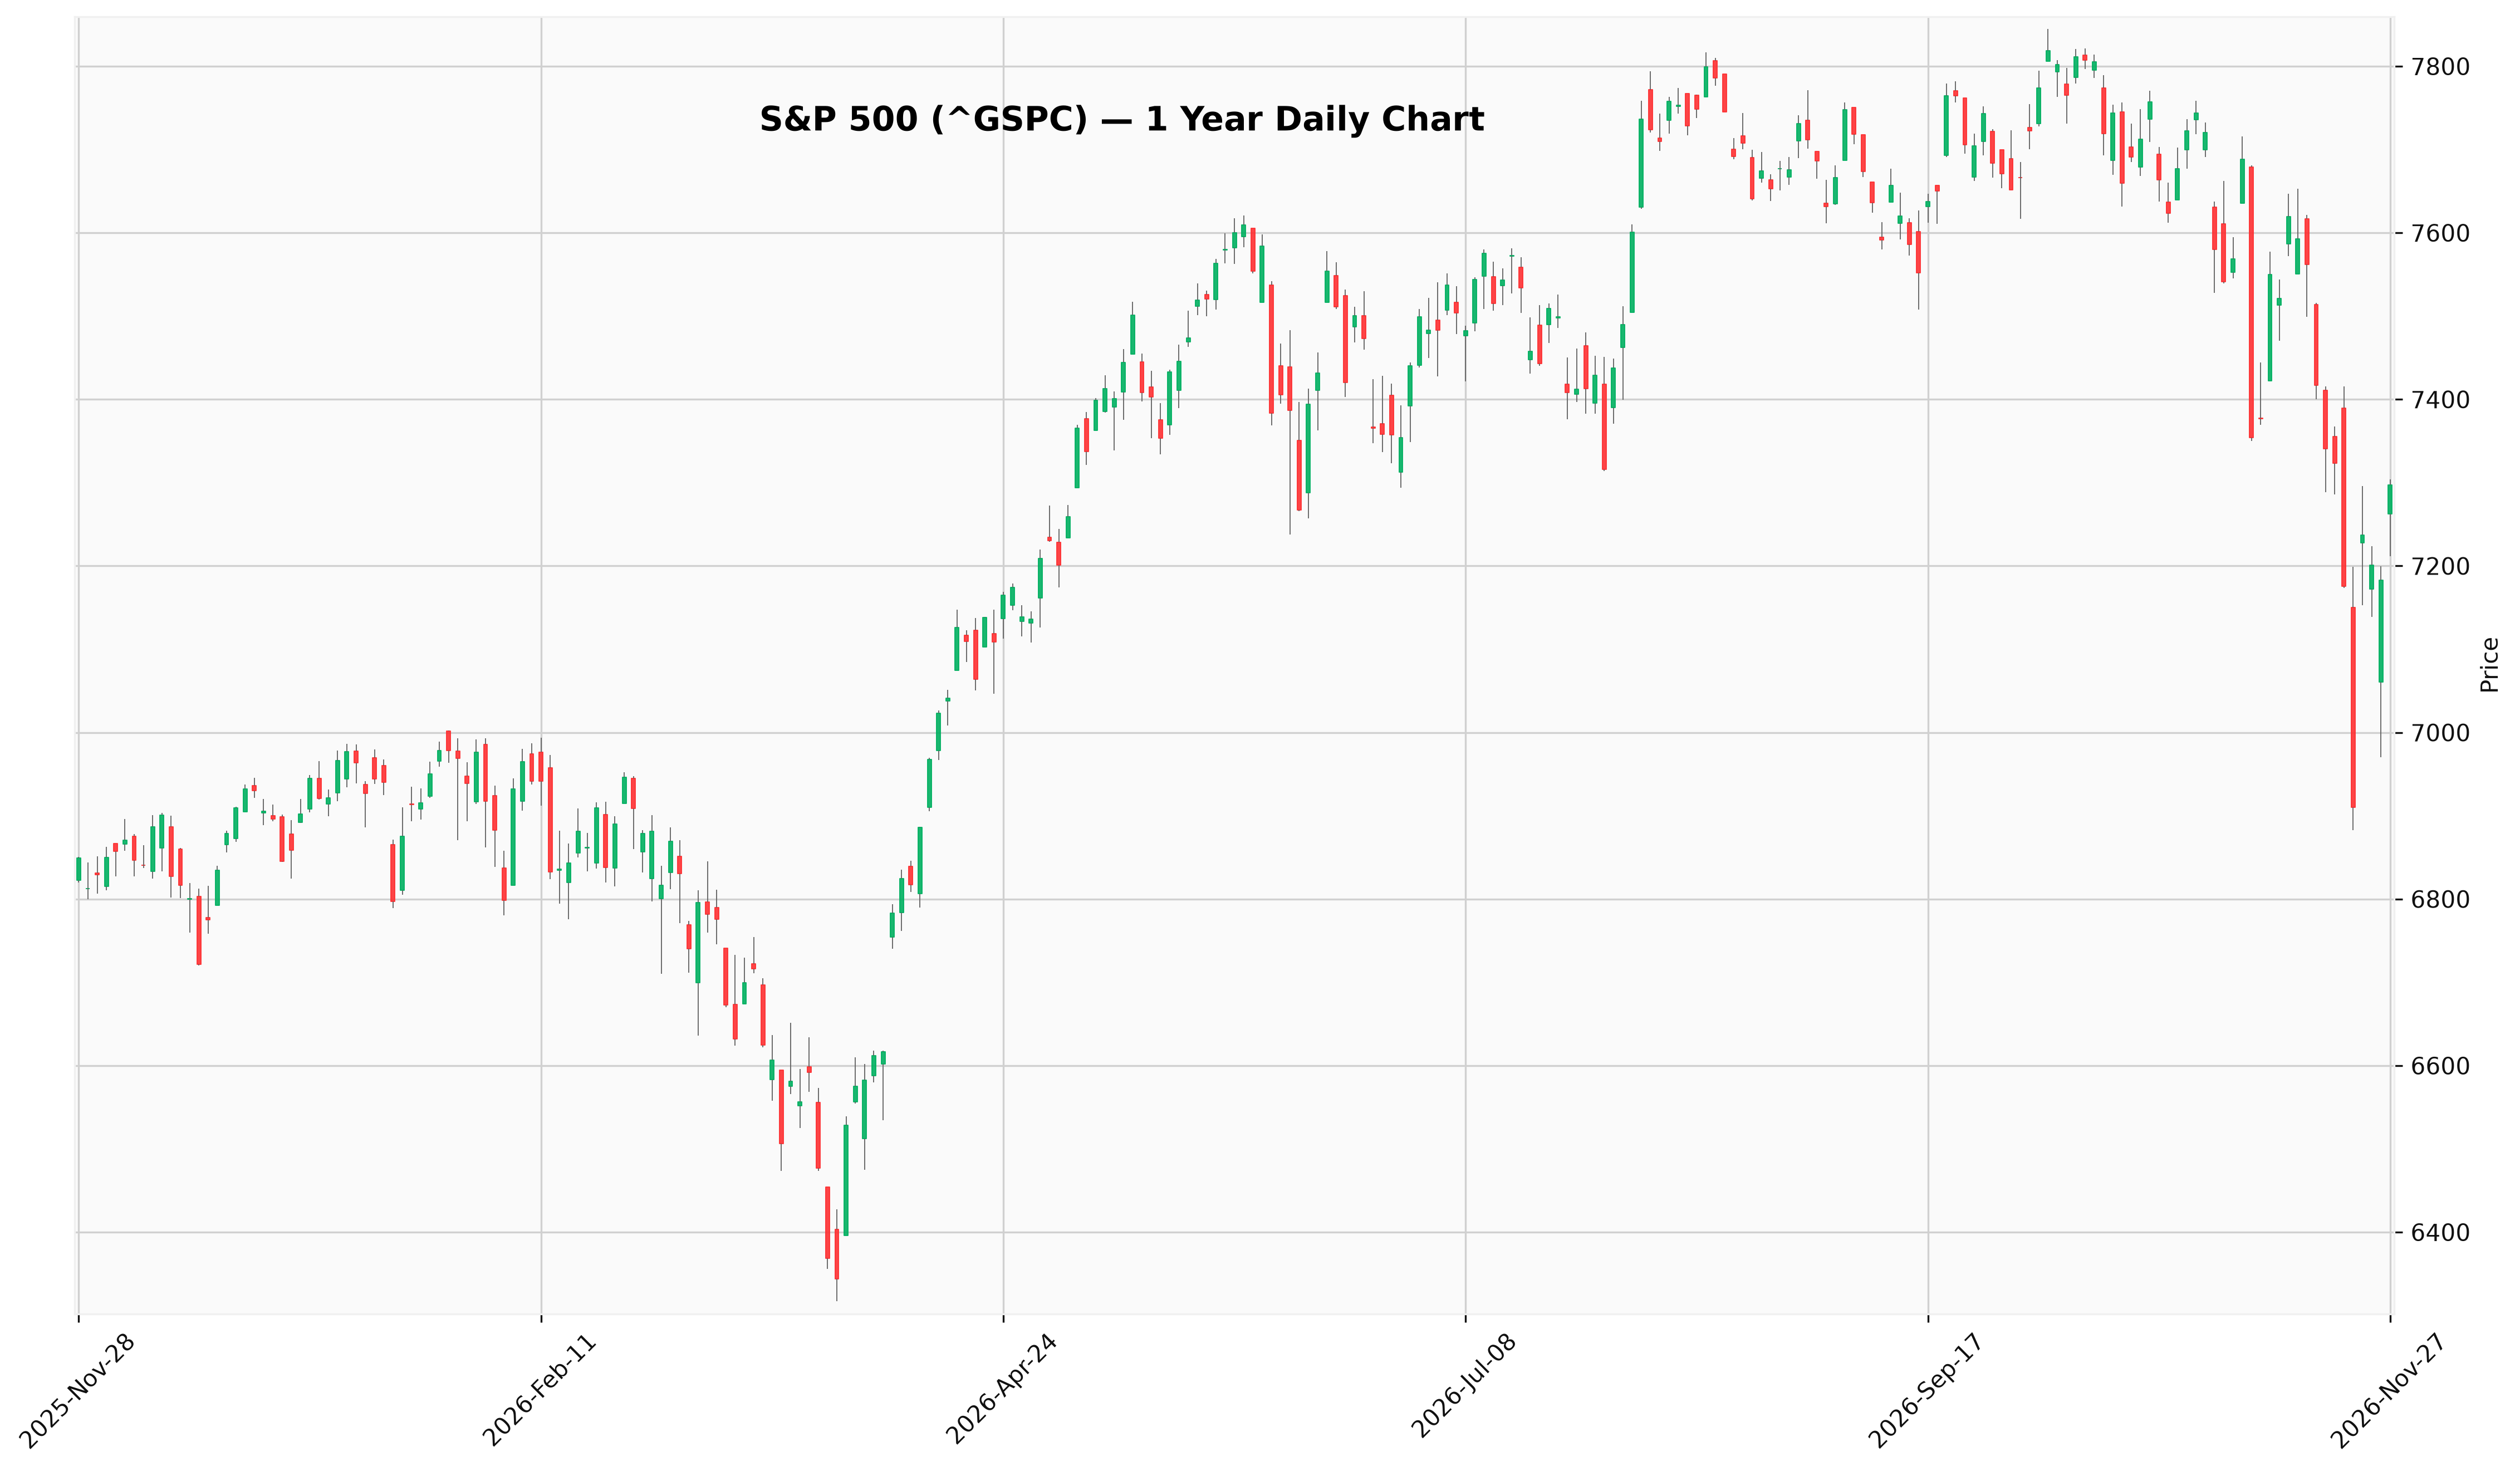 S&P 500 (^GSPC) — 1 Year Daily Chart
7800
7600
7400
7200
7000
6800
6600
6400
Price
2025-Nov-28
2026-Feb-11
2026-Apr-24
2026-Jul-08
2026-Sep-17
2026-Nov-27